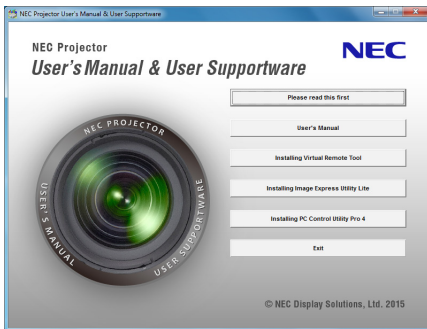 NEC Projector User's Manual & User Supportware
NEC Projector
NEC
User's Manual & User Supportware
Please read this first
NEC PROJECTOR
User's Manual
Installing Virtual Remote Tool
USER'S MANUAL
USER SUPPORTWARE
Installing Image Express Utility Lite
Installing PC Control Utility Pro 4
Exit
© NEC Display Solutions, Ltd. 2015